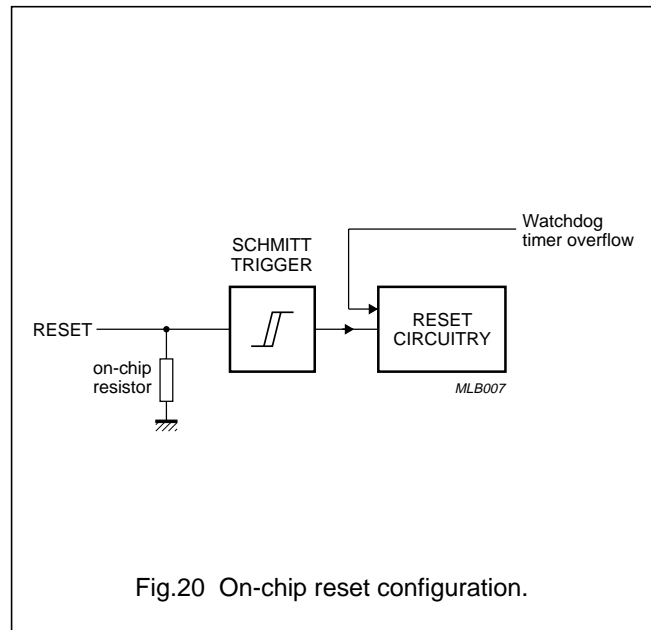 Watchdog
timer overflow
SCHMITT
TRIGGER
RESET
RESET
CIRCUITRY
on-chip
resistor
MLB007
Fig.20 On-chip reset configuration.